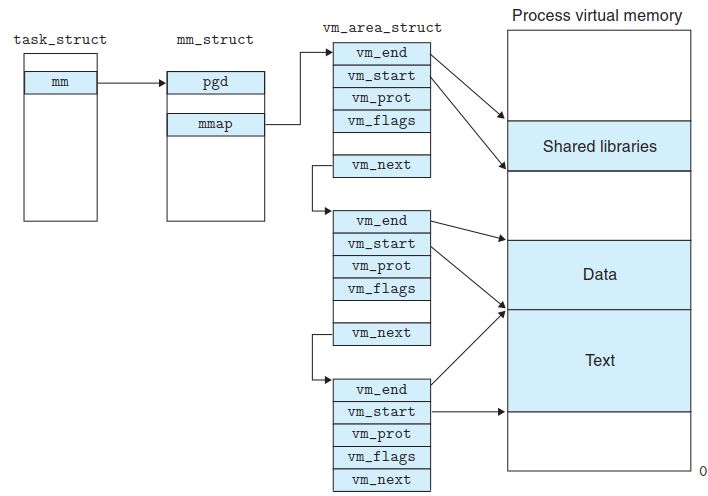 task_struct
mm
mm_struct
pgd
mmap
vm_area_struct
vm_end
vm_start
vm_prot
vm_flags
vm_next
vm_end
vm_start
vm_prot
vm_flags
vm_next
vm_end
vm_start
vm_prot
vm_flags
vm_next
Process virtual memory
Shared libraries
Data
Text
0